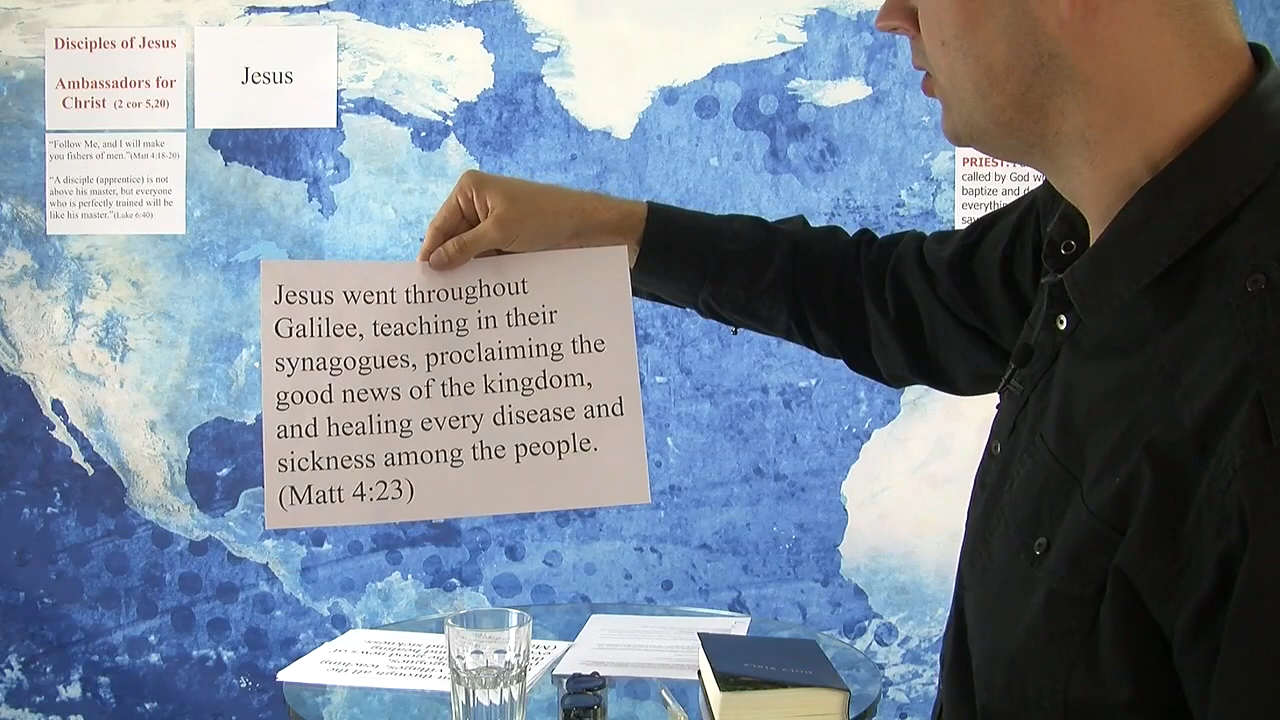 Disciples of Jesus
Ambassadors for
Christ (2 cor 5,20)
Jesus
"Follow Me, and I will make
you fishers of men."(Matt 4:18-20)
"A disciple (apprentice) is not
above his master, but everyone
who is perfectly trained will be
like his master."(Luke 6:40)
PRIEST:
called by God
baptize and
Jesus went throughout
Galilee, teaching in their
synagogues, proclaiming the
good news of the kingdom,
and healing every disease and
sickness among the people.
(Matt 4:23)
HOLY BIBLE